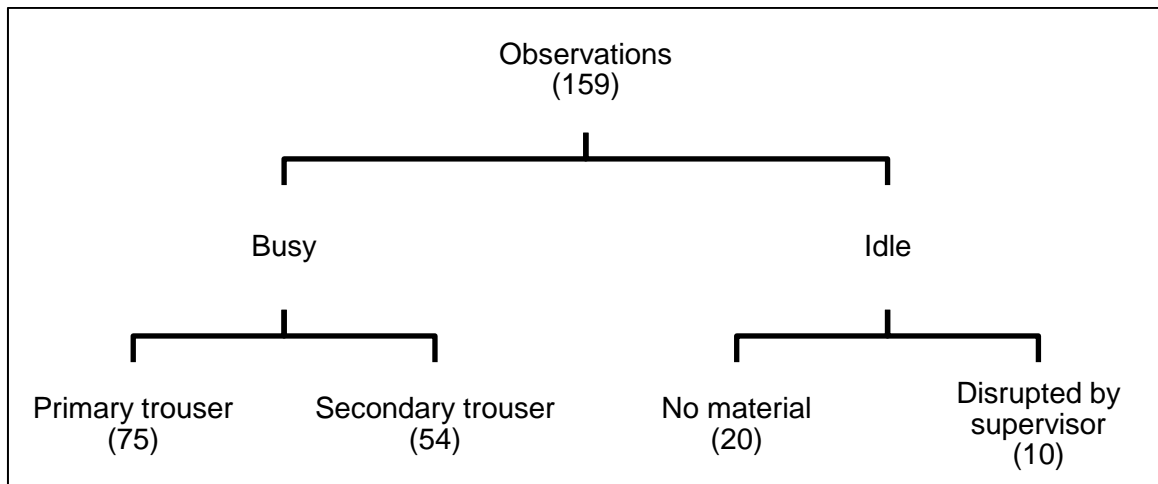 Observations
(159)
Busy
Idle
Primary trouser
(75)
Secondary trouser
(54)
No material
(20)
Disrupted by
supervisor
(10)